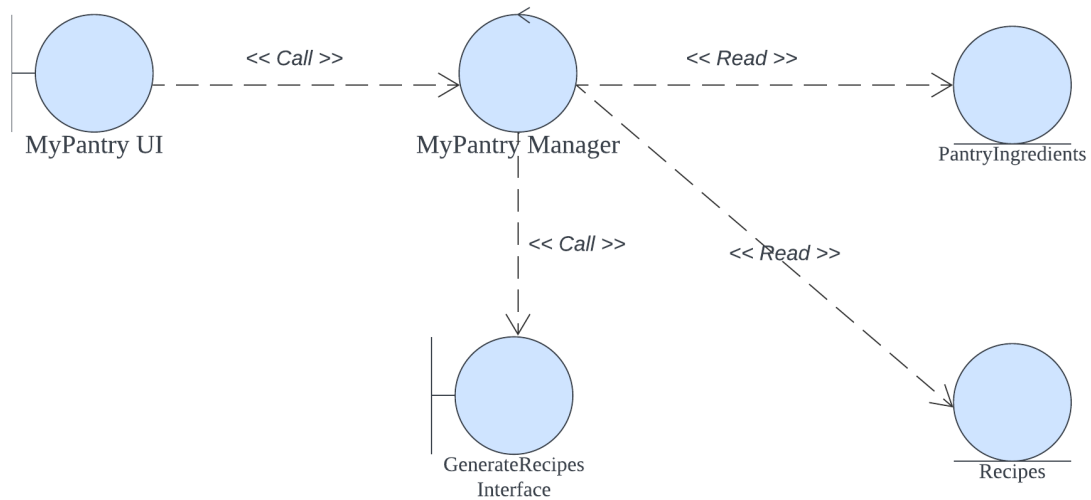 << Call >>
<< Read >>
MyPantry UI
MyPantry Manager
PantryIngredients
<< Call >>
<< Read >>
GenerateRecipes
Interface
Recipes